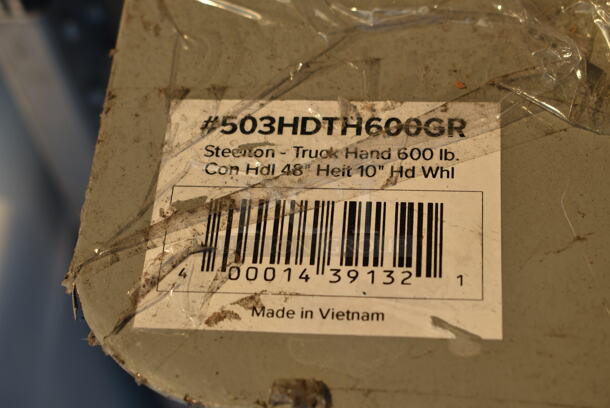 #503HDTH600GR
Steelton - Truck Hand 600 lb.
Con Hdl 48" Heit 10" Hd Whl
4 00014 39132 1
Made in Vietnam